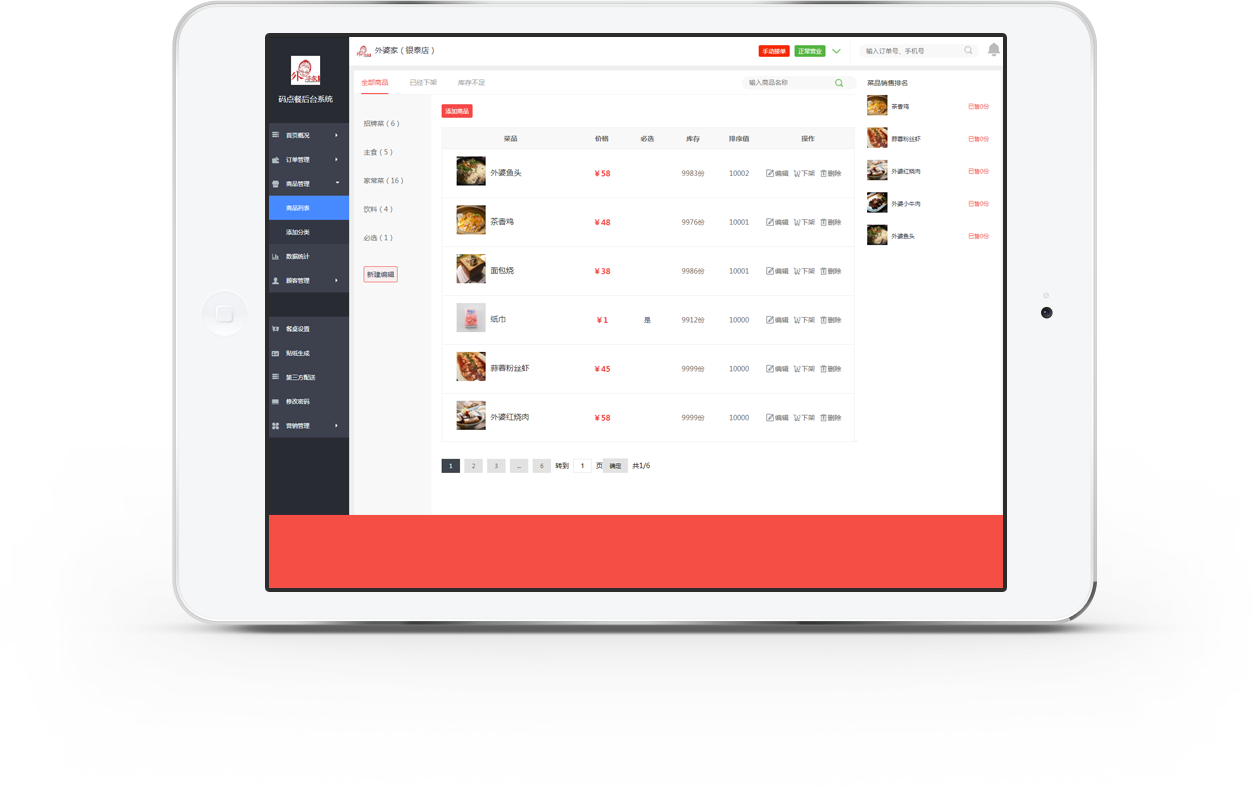 外婆家（银泰店）
手动接单 正常营业
输入订单号、手机号
码点餐后台系统
首页概况
订单管理
商品管理
商品列表
添加分类
数据统计
顾客管理
餐桌设置
贴纸生成
第三方配送
修改密码
营销管理
全部商品 已经下架 库存不足
输入商品名称
招牌菜（6）
主食（5）
家常菜（16）
饮料（4）
必选（1）
新建编辑
添加商品
菜品 价格 必选 库存 排序值 操作
外婆鱼头 ￥58 9983份 10002 编辑 下架 删除
茶香鸡 ￥48 9976份 10001 编辑 下架 删除
面包烧 ￥38 9986份 10001 编辑 下架 删除
纸巾 ￥1 是 9912份 10000 编辑 下架 删除
蒜蓉粉丝虾 ￥45 9999份 10000 编辑 下架 删除
外婆红烧肉 ￥58 9999份 10000 编辑 下架 删除
1 2 3 ... 6 转到 1 页 确定 共1/6
菜品销售排名
茶香鸡 已售0份
蒜蓉粉丝虾 已售0份
外婆红烧肉 已售0份
外婆小牛肉 已售0份
外婆鱼头 已售0份